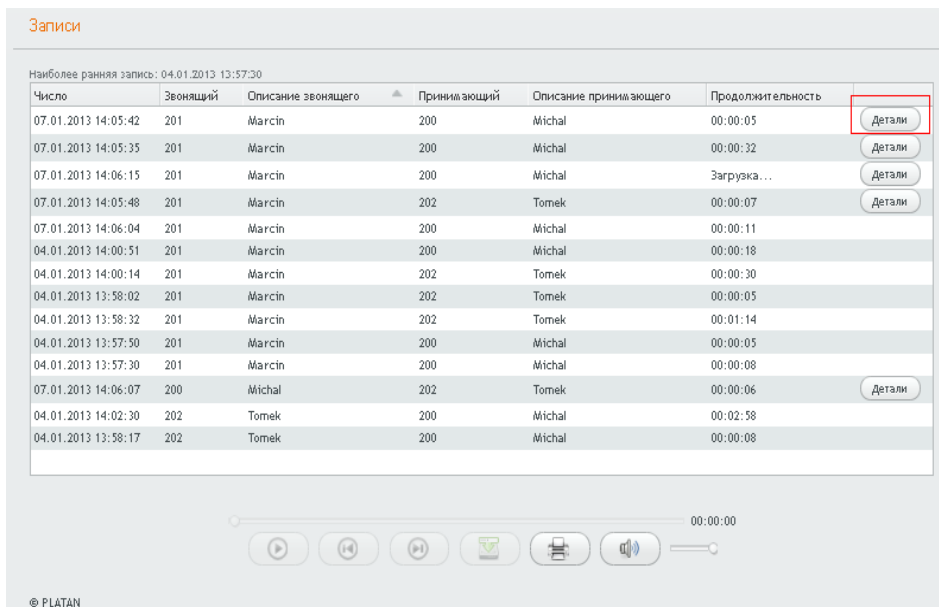 Записи
Наиболее ранняя запись: 04.01.2013 13:57:30
Число Звонящий Описание звонящего Принимающий Описание принимающего Продолжительность
07.01.2013 14:05:42 201 Marcin 200 Michal 00:00:05 Детали
07.01.2013 14:05:35 201 Marcin 200 Michal 00:00:32 Детали
07.01.2013 14:06:15 201 Marcin 200 Michal Загрузка... Детали
07.01.2013 14:05:48 201 Marcin 202 Tomek 00:00:07 Детали
07.01.2013 14:06:04 201 Marcin 200 Michal 00:00:11
04.01.2013 14:00:51 201 Marcin 200 Michal 00:00:18
04.01.2013 14:00:14 201 Marcin 202 Tomek 00:00:30
04.01.2013 13:58:02 201 Marcin 202 Tomek 00:00:05
04.01.2013 13:58:32 201 Marcin 202 Tomek 00:01:14
04.01.2013 13:57:50 201 Marcin 200 Michal 00:00:05
04.01.2013 13:57:30 201 Marcin 200 Michal 00:00:08
07.01.2013 14:06:07 200 Michal 202 Tomek 00:00:06 Детали
04.01.2013 14:02:30 202 Tomek 200 Michal 00:02:58
04.01.2013 13:58:17 202 Tomek 200 Michal 00:00:08
00:00:00
© PLATAN